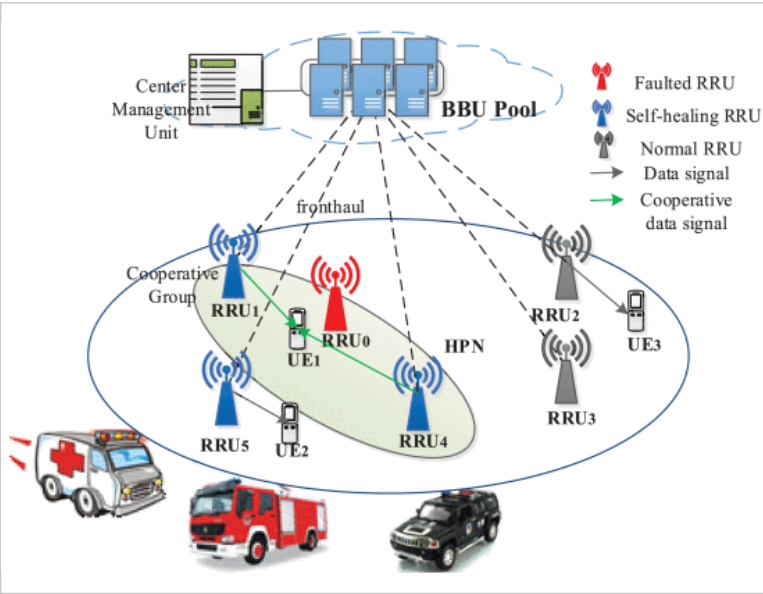 Center
Management
Unit
BBU Pool
Faulted RRU
Self-healing RRU
Normal RRU
Data signal
Cooperative
data signal
fronthaul
Cooperative
Group
RRU1
RRU0
UE1
HPN
RRU2
UE3
RRU3
RRU5
UE2
RRU4